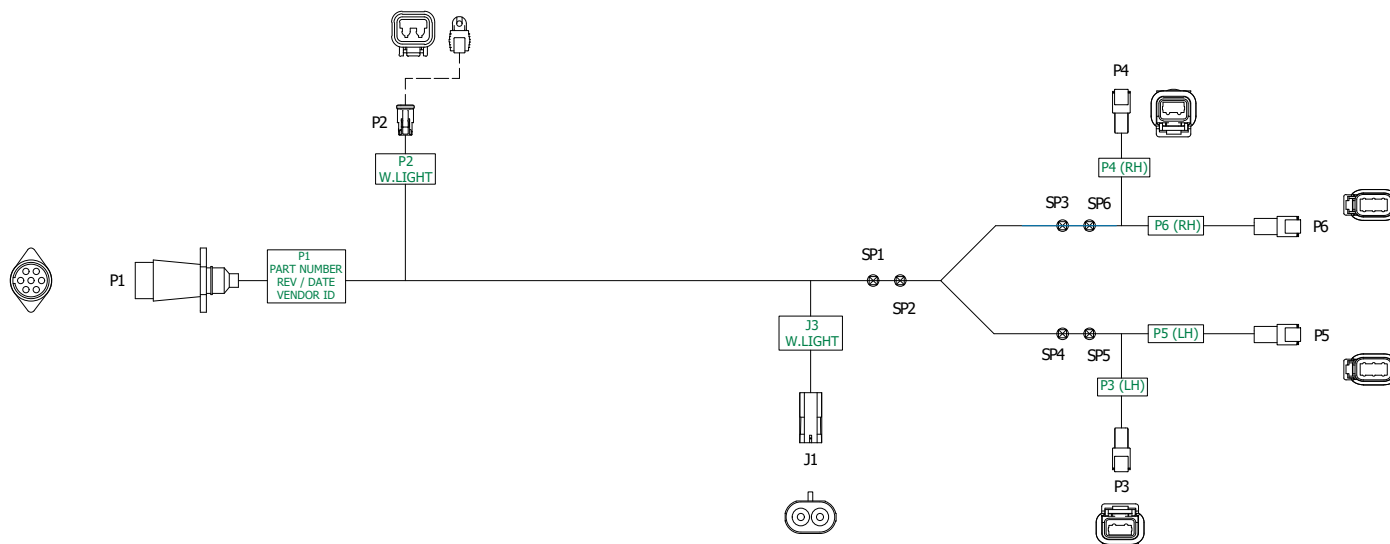 P4
P2
P2
W.LIGHT
P4 (RH)
SP3
SP6
P6 (RH)
P6
P1
P1
PART NUMBER
REV / DATE
VENDOR ID
SP1
SP2
J3
W.LIGHT
P5 (LH)
P5
SP4
SP5
P3 (LH)
J1
P3